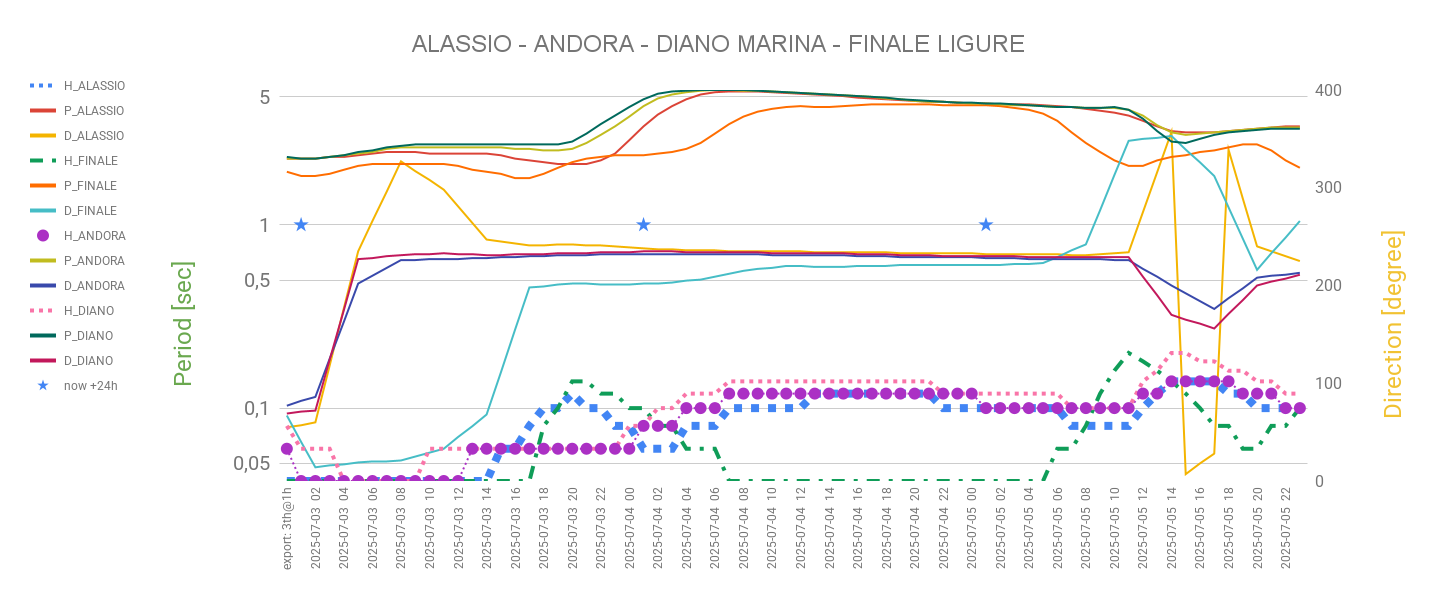 ALASSIO - ANDORA - DIANO MARINA - FINALE LIGURE
H_ALASSIO
P_ALASSIO
D_ALASSIO
H_FINALE
P_FINALE
D_FINALE
H_ANDORA
P_ANDORA
D_ANDORA
H_DIANO
P_DIANO
D_DIANO
now +24h
Period [sec]
5
1
0,5
0,1
0,05
400
300
200
100
0
Direction [degree]
export: 3th@1h
2025-07-03 02
2025-07-03 04
2025-07-03 06
2025-07-03 08
2025-07-03 10
2025-07-03 12
2025-07-03 14
2025-07-03 16
2025-07-03 18
2025-07-03 20
2025-07-03 22
2025-07-04 00
2025-07-04 02
2025-07-04 04
2025-07-04 06
2025-07-04 08
2025-07-04 10
2025-07-04 12
2025-07-04 14
2025-07-04 16
2025-07-04 18
2025-07-04 20
2025-07-04 22
2025-07-05 00
2025-07-05 02
2025-07-05 04
2025-07-05 06
2025-07-05 08
2025-07-05 10
2025-07-05 12
2025-07-05 14
2025-07-05 16
2025-07-05 18
2025-07-05 20
2025-07-05 22